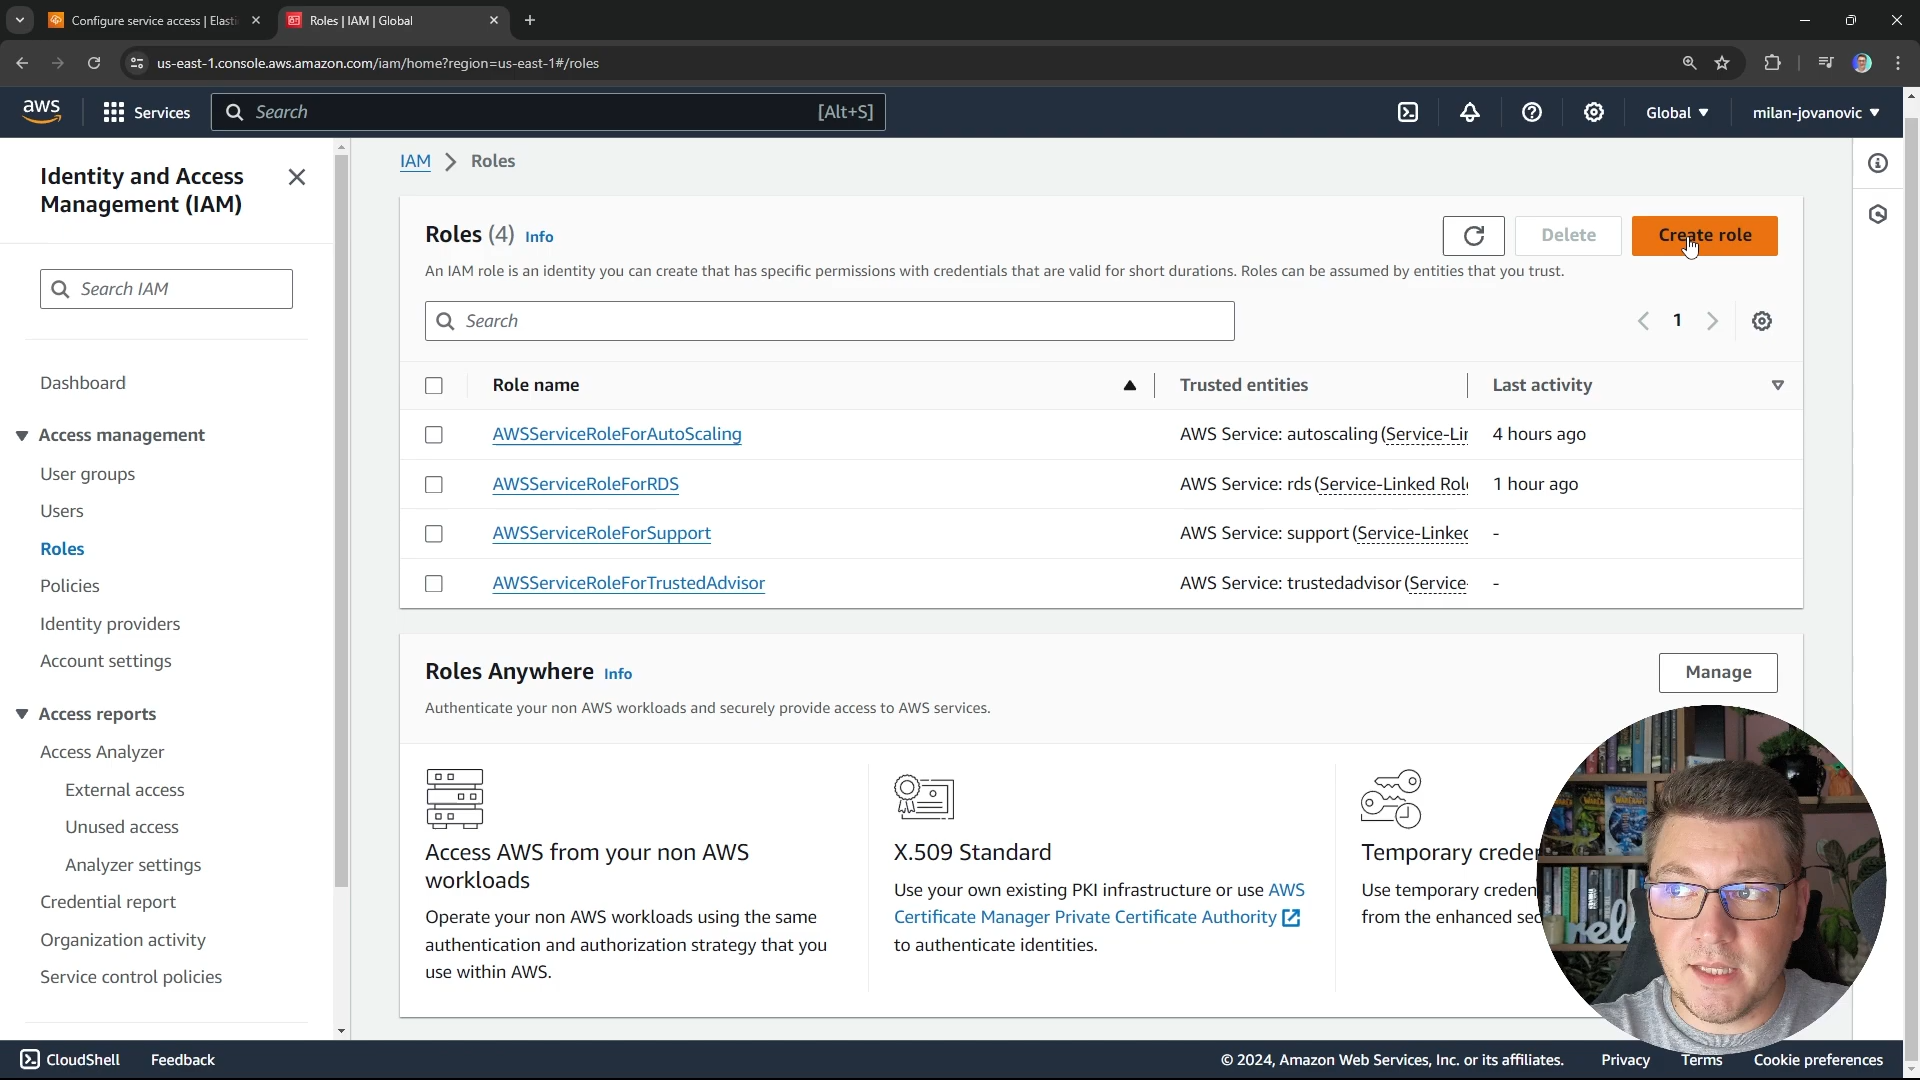 Configure service access | Elasti
Roles | IAM | Global
us-east-1.console.aws.amazon.com/iam/home?region=us-east-1#/roles
aws
Services
Search
[Alt+S]
Global
milan-jovanovic
Identity and Access
Management (IAM)
Search IAM
Dashboard
Access management
User groups
Users
Roles
Policies
Identity providers
Account settings
Access reports
Access Analyzer
External access
Unused access
Analyzer settings
Credential report
Organization activity
Service control policies
IAM > Roles
Roles (4) Info
Delete
Create role
An IAM role is an identity you can create that has specific permissions with credentials that are valid for short durations. Roles can be assumed by entities that you trust.
Search
1
Role name
Trusted entities
Last activity
AWSServiceRoleForAutoScaling
AWS Service: autoscaling (Service-Lir
4 hours ago
AWSServiceRoleForRDS
AWS Service: rds (Service-Linked Role
1 hour ago
AWSServiceRoleForSupport
AWS Service: support (Service-Linked
-
AWSServiceRoleForTrustedAdvisor
AWS Service: trustedadvisor (Service-
-
Roles Anywhere Info
Manage
Authenticate your non AWS workloads and securely provide access to AWS services.
Access AWS from your non AWS
workloads
Operate your non AWS workloads using the same
authentication and authorization strategy that you
use within AWS.
X.509 Standard
Use your own existing PKI infrastructure or use AWS
Certificate Manager Private Certificate Authority
to authenticate identities.
Temporary creder
Use temporary creden
from the enhanced sec
CloudShell
Feedback
© 2024, Amazon Web Services, Inc. or its affiliates.
Privacy
Terms
Cookie preferences